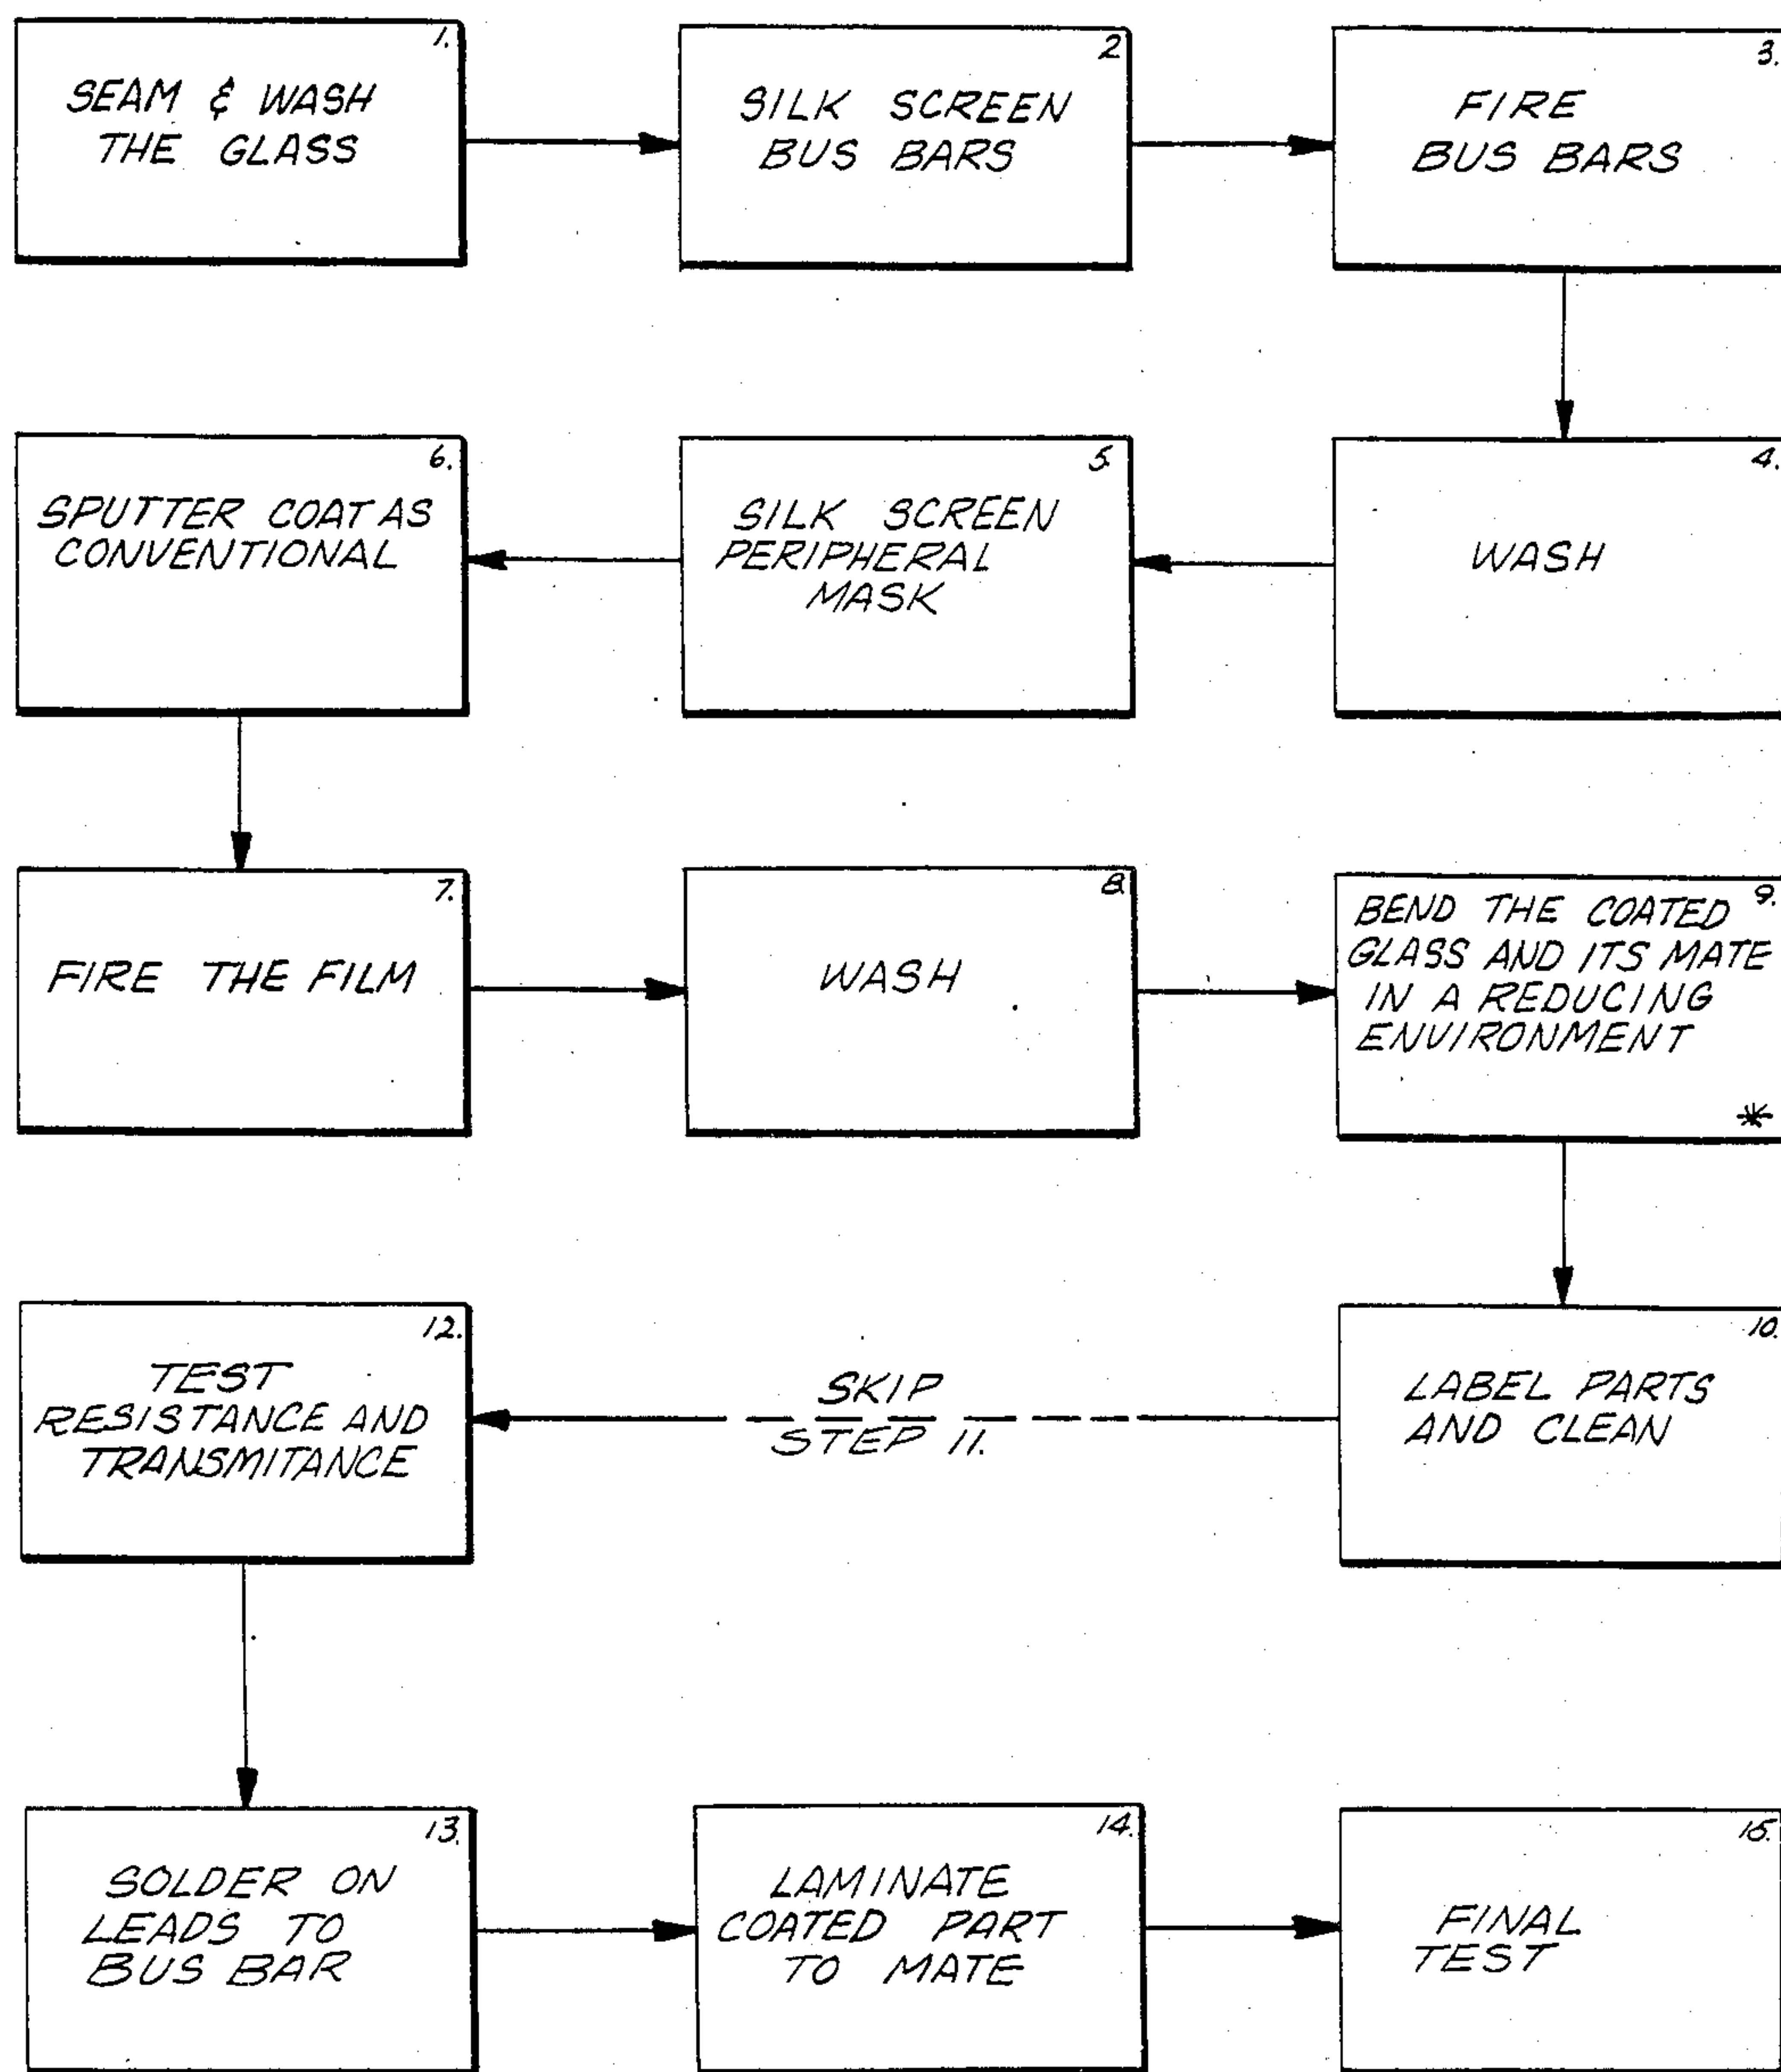 1.
SEAM & WASH
THE GLASS
2
SILK SCREEN
BUS BARS
3.
FIRE
BUS BARS
4.
WASH
5.
SILK SCREEN
PERIPHERAL
MASK
6.
SPUTTER COAT AS
CONVENTIONAL
7.
FIRE THE FILM
8.
WASH
9.
BEND THE COATED
GLASS AND ITS MATE
IN A REDUCING
ENVIRONMENT
*
10.
LABEL PARTS
AND CLEAN
SKIP
STEP 11.
12.
TEST
RESISTANCE AND
TRANSMITANCE
13.
SOLDER ON
LEADS TO
BUS BAR
14.
LAMINATE
COATED PART
TO MATE
15.
FINAL
TEST